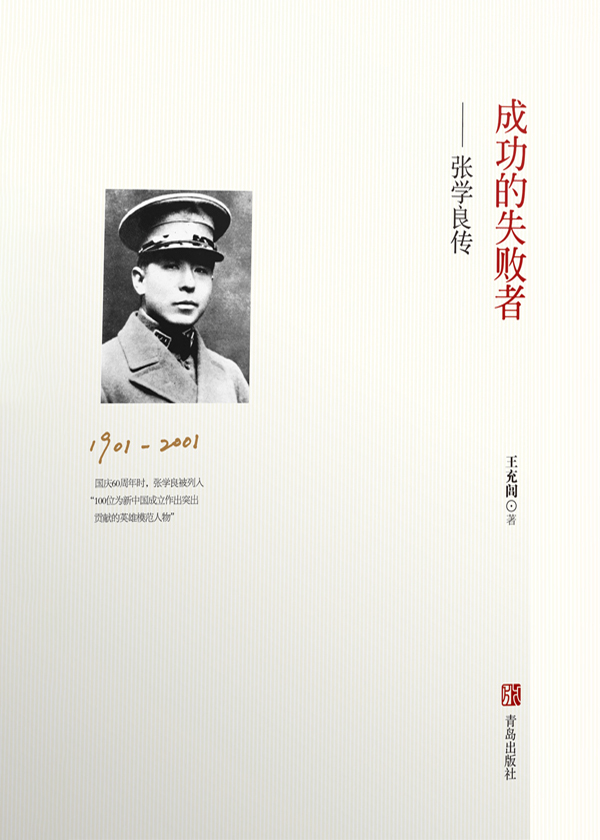 成功的失败者
——张学良传
1901-2001
国庆60周年时，张学良被列入
“100位为新中国成立作出突出
贡献的英雄模范人物”
王充闾⊙著
青岛出版社